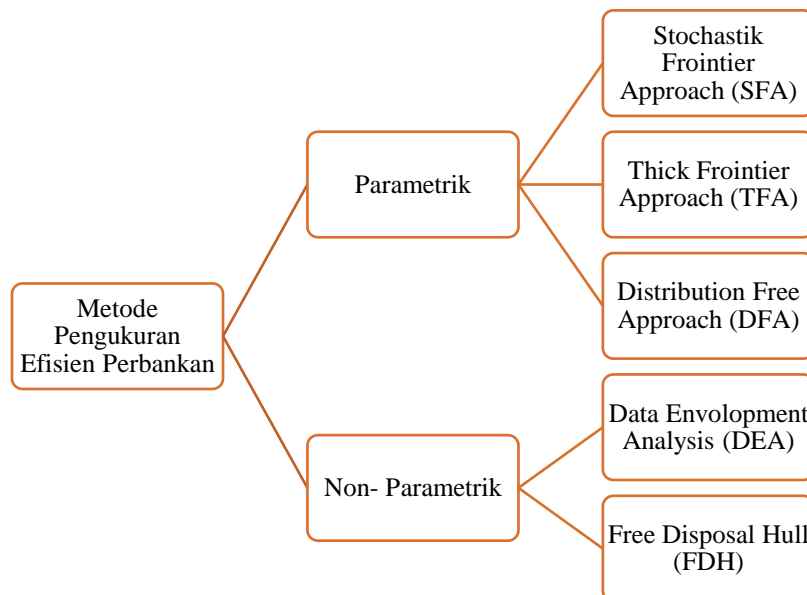 Metode
Pengukuran
Efisien Perbankan
Parametrik
Stochastik
Frointier
Approach (SFA)
Thick Frointier
Approach (TFA)
Distribution Free
Approach (DFA)
Non- Parametrik
Data Envolopment
Analysis (DEA)
Free Disposal Hull
(FDH)